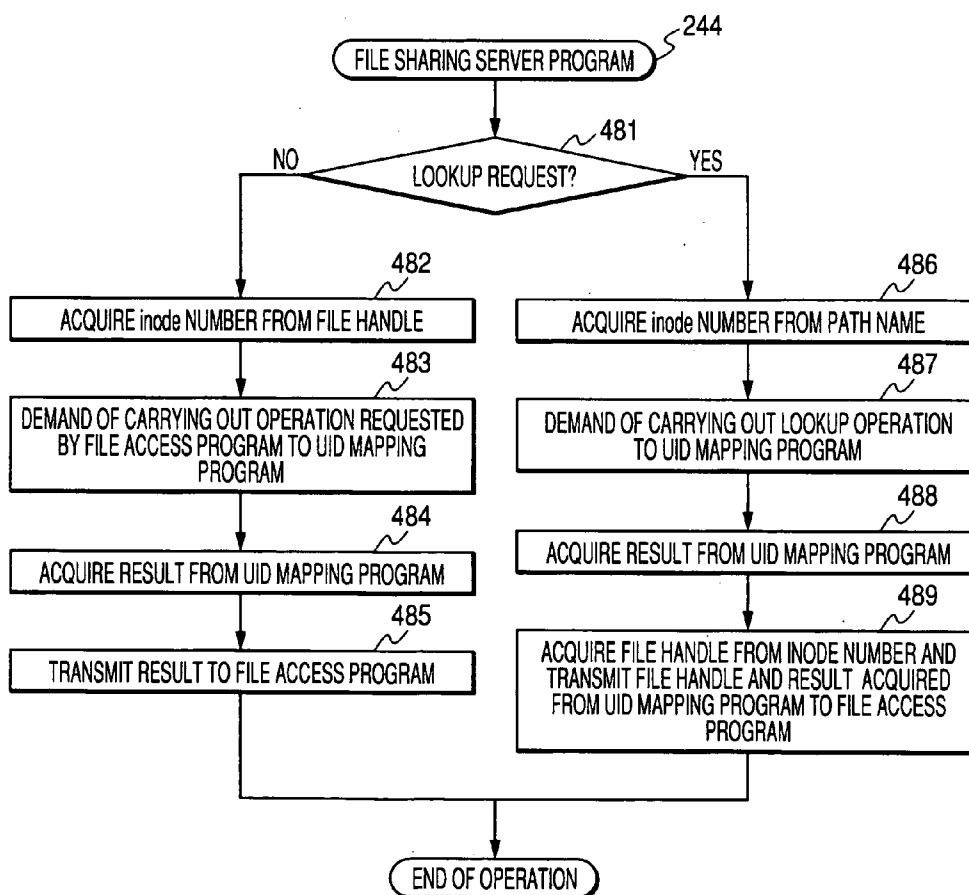 244
FILE SHARING SERVER PROGRAM
481
NO
LOOKUP REQUEST?
YES
482
ACQUIRE inode NUMBER FROM FILE HANDLE
483
DEMAND OF CARRYING OUT OPERATION REQUESTED
BY FILE ACCESS PROGRAM TO UID MAPPING
PROGRAM
484
ACQUIRE RESULT FROM UID MAPPING PROGRAM
485
TRANSMIT RESULT TO FILE ACCESS PROGRAM
486
ACQUIRE inode NUMBER FROM PATH NAME
487
DEMAND OF CARRYING OUT LOOKUP OPERATION
TO UID MAPPING PROGRAM
488
ACQUIRE RESULT FROM UID MAPPING PROGRAM
489
ACQUIRE FILE HANDLE FROM INODE NUMBER AND
TRANSMIT FILE HANDLE AND RESULT ACQUIRED
FROM UID MAPPING PROGRAM TO FILE ACCESS
PROGRAM
END OF OPERATION